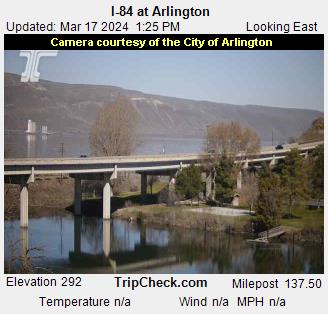 I-84 at Arlington
Updated: Mar 17 2024 1:25 PM Looking East
Camera courtesy of the City of Arlington
Elevation 292 TripCheck.com Milepost 137.50
Temperature n/a Wind n/a MPH n/a